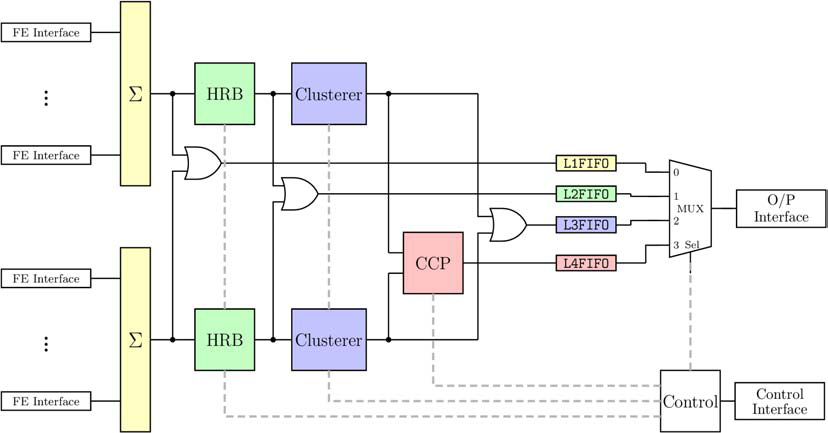 FE Interface
⋮
FE Interface
Σ
HRB
Clusterer
L1FIFO
L2FIFO
L3FIFO
L4FIFO
0
1
MUX
2
3 Sel
O/P
Interface
CCP
FE Interface
⋮
FE Interface
Σ
HRB
Clusterer
Control
Control
Interface